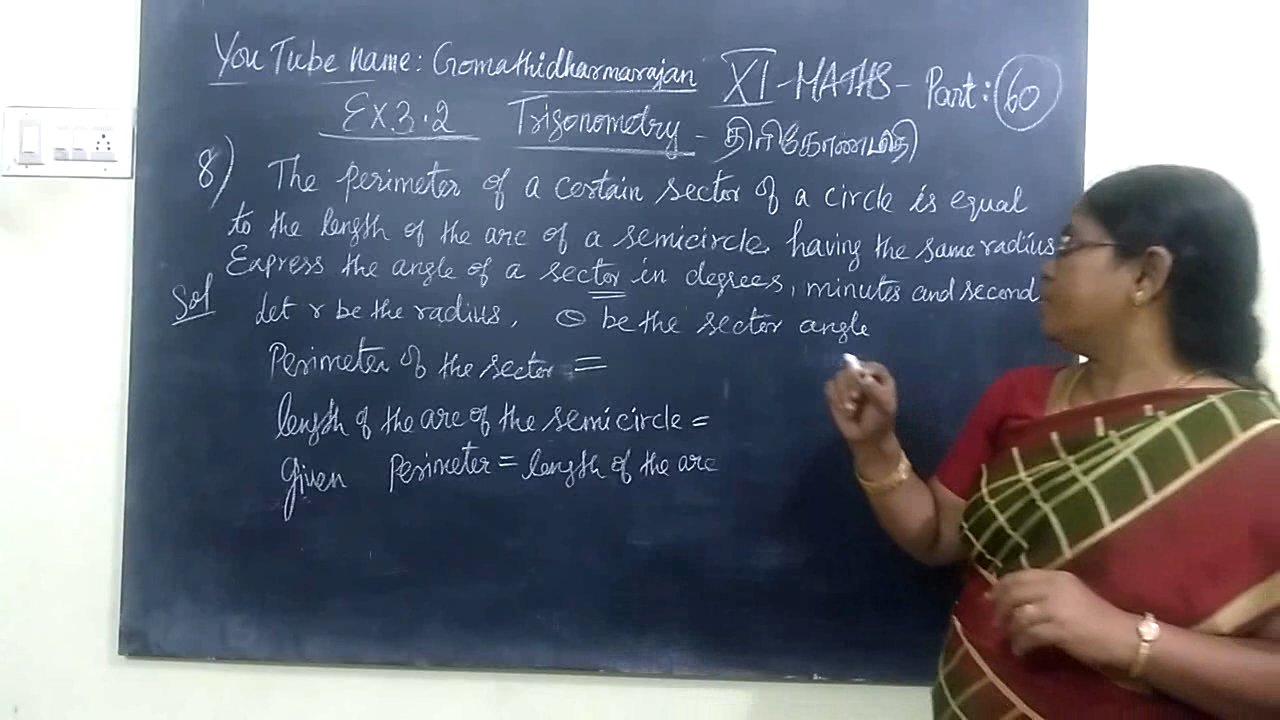 YouTube name: Gomathidharmarajan XI-MATHS- Part: 60
Ex 3.2 Trigonometry - திரிகோணமிதி
8) The perimeter of a certain sector of a circle is equal
to the length of the arc of a semicircle having the same radius
Express the angle of a sector in degrees, minutes and second
Sol let r be the radius, θ be the sector angle
Perimeter of the sector =
length of the arc of the semicircle =
given Perimeter = length of the arc